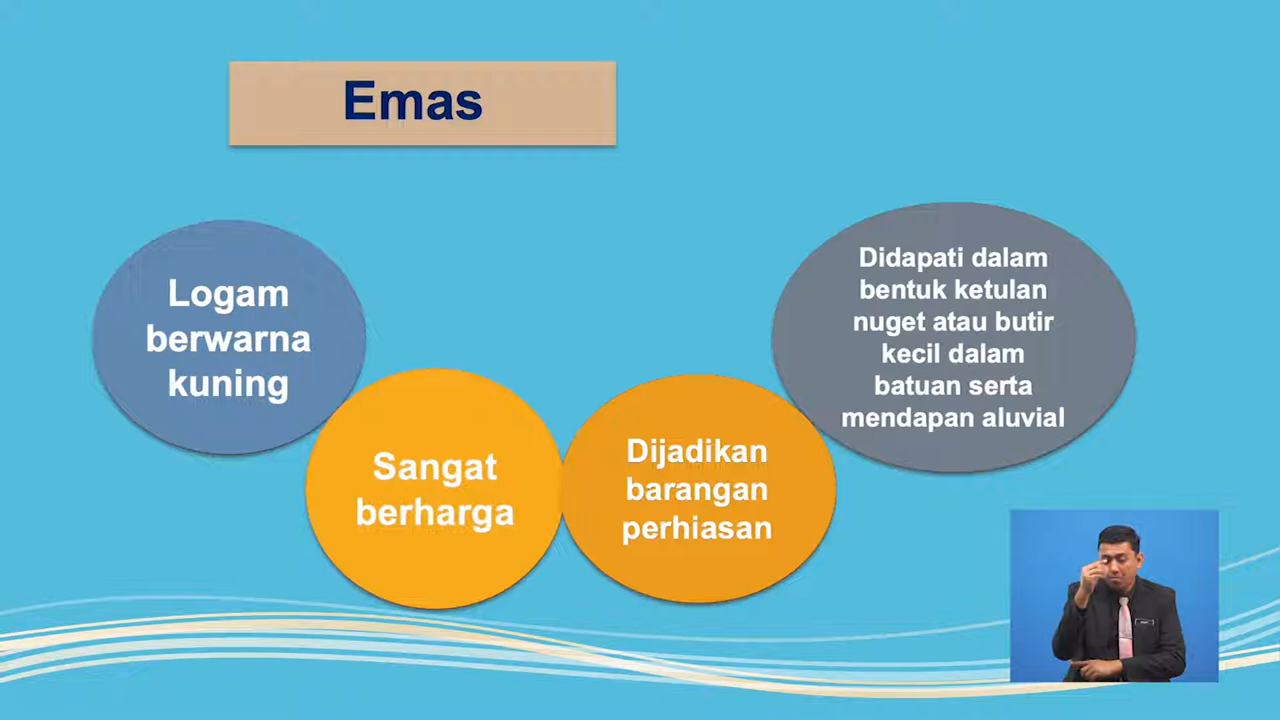 Emas
Logam
berwarna
kuning
Sangat
berharga
Dijadikan
barangan
perhiasan
Didapati dalam
bentuk ketulan
nuget atau butir
kecil dalam
batuan serta
mendapan aluvial